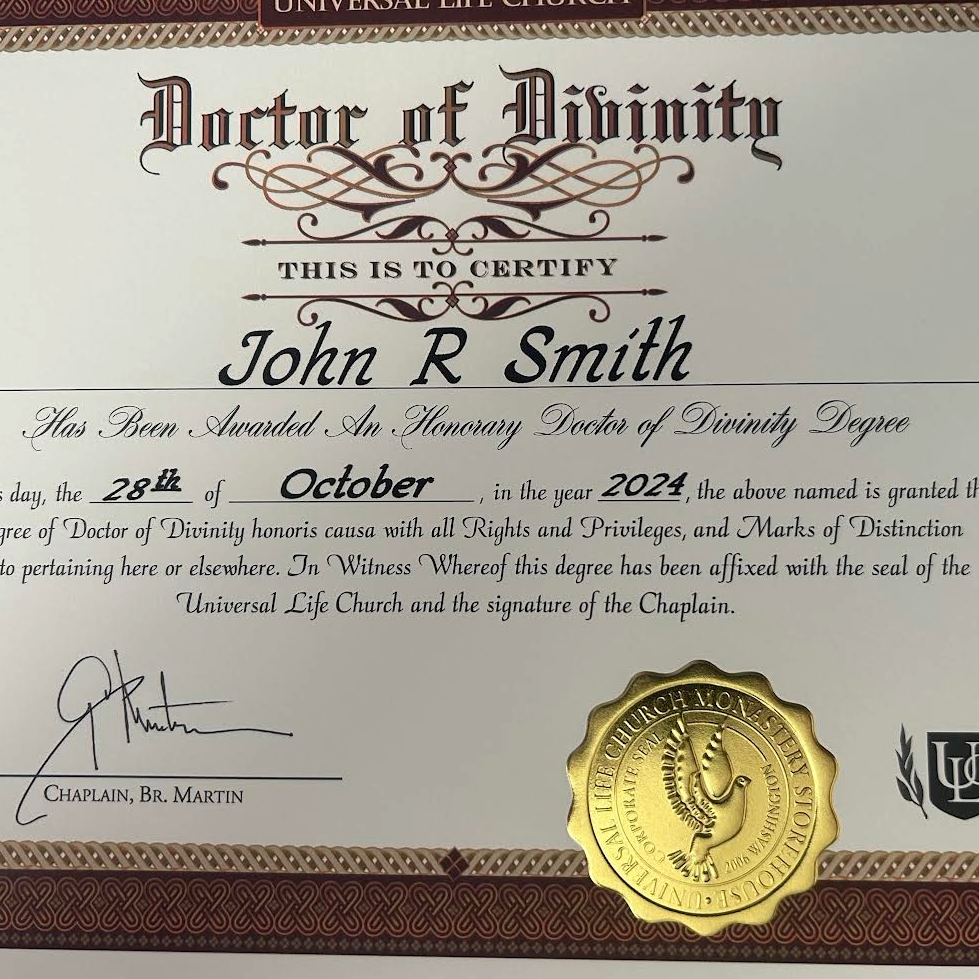 UNIVERSAL LIFE CHURCH
Doctor of Divinity
THIS IS TO CERTIFY
John R Smith
Has Been Awarded An Honorary Doctor of Divinity Degree
day, the 28th of October, in the year 2024, the above named is granted
of Doctor of Divinity honoris causa with all Rights and Privileges, and Marks of Distinction
to pertaining here or elsewhere. In Witness Whereof this degree has been affixed with the seal of the
Universal Life Church and the signature of the Chaplain.
CHAPLAIN, BR. MARTIN
UNIVERSAL LIFE CHURCH MONASTERY STOREHOUSE
CORPORATE SEAL
2006 WASHINGTON